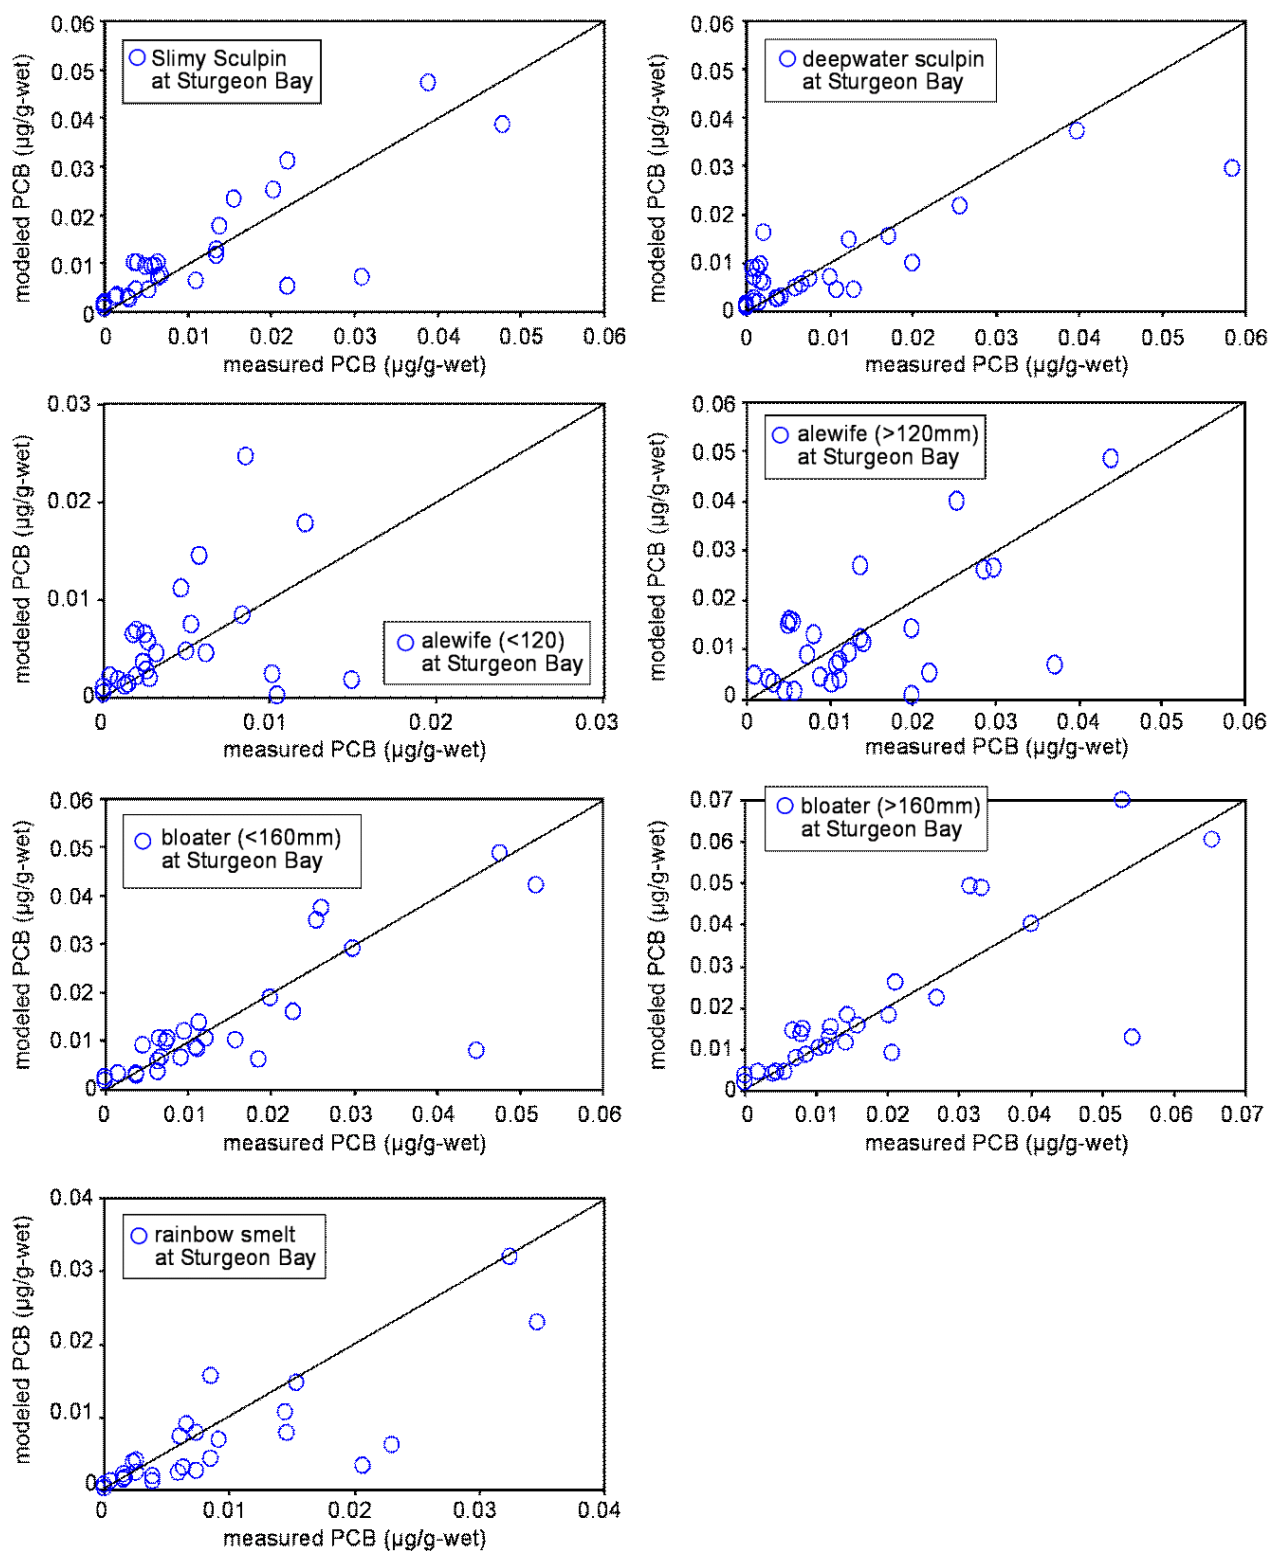 0.06
0.05
0.04
0.03
0.02
0.01
0
modeled PCB (µg/g-wet)
Slimy Sculpin
at Sturgeon Bay
0 0.01 0.02 0.03 0.04 0.05 0.06
measured PCB (µg/g-wet)
0.06
0.05
0.04
0.03
0.02
0.01
0
modeled PCB (µg/g-wet)
deepwater sculpin
at Sturgeon Bay
0 0.01 0.02 0.03 0.04 0.05 0.06
measured PCB (µg/g-wet)
0.03
0.02
0.01
0
modeled PCB (µg/g-wet)
alewife (<120)
at Sturgeon Bay
0 0.01 0.02 0.03
measured PCB (µg/g-wet)
0.06
0.05
0.04
0.03
0.02
0.01
0
modeled PCB (µg/g-wet)
alewife (>120mm)
at Sturgeon Bay
0 0.01 0.02 0.03 0.04 0.05 0.06
measured PCB (µg/g-wet)
0.06
0.05
0.04
0.03
0.02
0.01
0
modeled PCB (µg/g-wet)
bloater (<160mm)
at Sturgeon Bay
0 0.01 0.02 0.03 0.04 0.05 0.06
measured PCB (µg/g-wet)
0.07
0.06
0.05
0.04
0.03
0.02
0.01
0
modeled PCB (µg/g-wet)
bloater (>160mm)
at Sturgeon Bay
0 0.01 0.02 0.03 0.04 0.05 0.06 0.07
measured PCB (µg/g-wet)
0.04
0.03
0.02
0.01
0
modeled PCB (µg/g-wet)
rainbow smelt
at Sturgeon Bay
0 0.01 0.02 0.03 0.04
measured PCB (µg/g-wet)